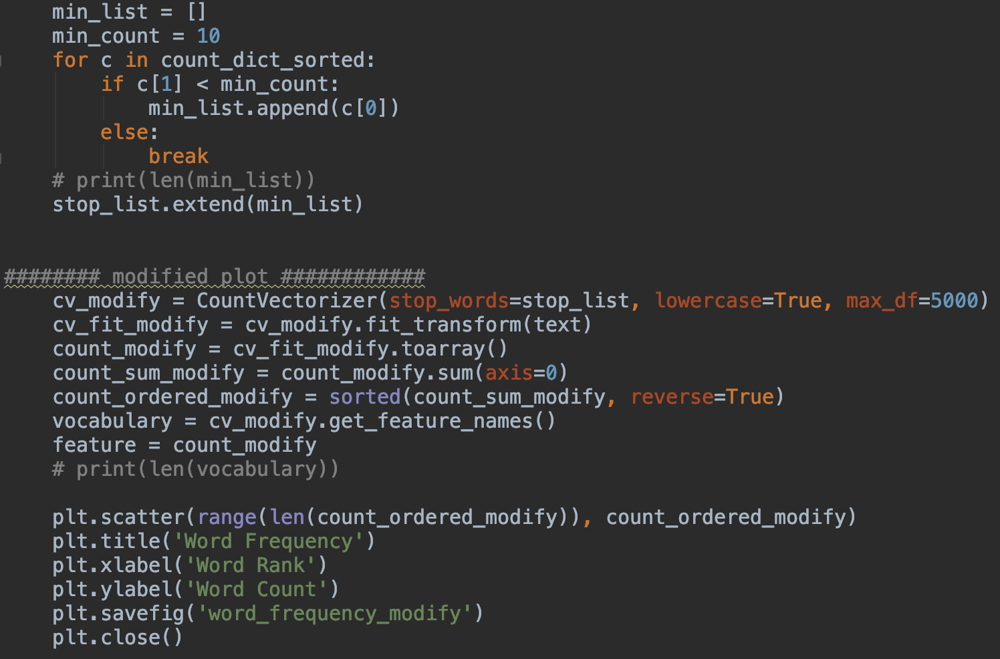 min_list = []
min_count = 10
for c in count_dict_sorted:
    if c[1] < min_count:
        min_list.append(c[0])
    else:
        break
# print(len(min_list))
stop_list.extend(min_list)
######## modified plot ############
cv_modify = CountVectorizer(stop_words=stop_list, lowercase=True, max_df=5000)
cv_fit_modify = cv_modify.fit_transform(text)
count_modify = cv_fit_modify.toarray()
count_sum_modify = count_modify.sum(axis=0)
count_ordered_modify = sorted(count_sum_modify, reverse=True)
vocabulary = cv_modify.get_feature_names()
feature = count_modify
# print(len(vocabulary))
plt.scatter(range(len(count_ordered_modify)), count_ordered_modify)
plt.title('Word Frequency')
plt.xlabel('Word Rank')
plt.ylabel('Word Count')
plt.savefig('word_frequency_modify')
plt.close()